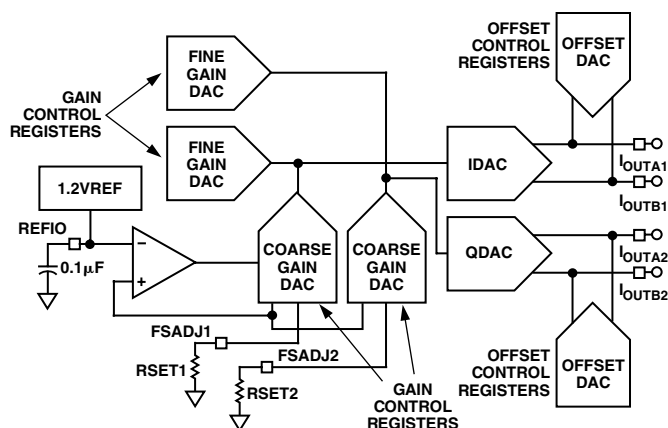 OFFSET
CONTROL
REGISTERS
OFFSET
DAC
FINE
GAIN
DAC
GAIN
CONTROL
REGISTERS
FINE
GAIN
DAC
IDAC
IOUTA1
IOUTB1
1.2VREF
REFIO
0.1µF
−
+
COARSE
GAIN
DAC
COARSE
GAIN
DAC
QDAC
IOUTA2
IOUTB2
FSADJ1
RSET1
FSADJ2
RSET2
GAIN
CONTROL
REGISTERS
OFFSET
CONTROL
REGISTERS
OFFSET
DAC